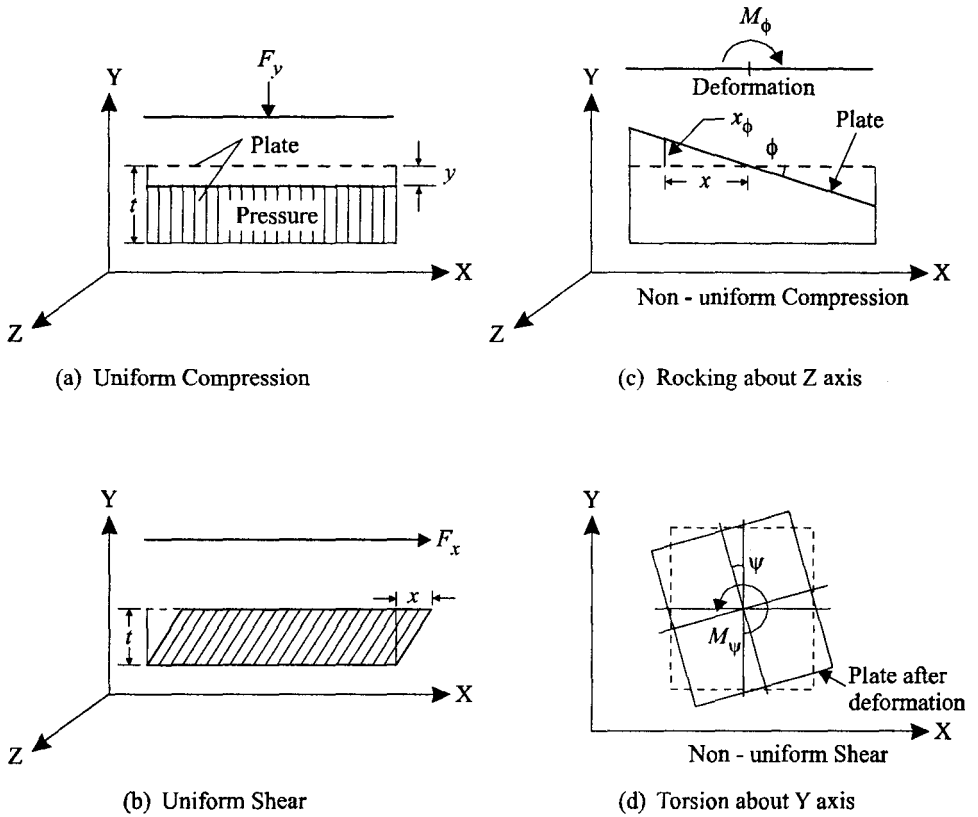 F_y
Y
Plate
y
t
Pressure
X
Z
(a) Uniform Compression
M_ϕ
Deformation
Y
x_ϕ
Plate
ϕ
x
X
Non - uniform Compression
Z
(c) Rocking about Z axis
Y
F_x
x
t
X
Z
(b) Uniform Shear
Y
Ψ
M_Ψ
Plate after
deformation
X
Non - uniform Shear
(d) Torsion about Y axis